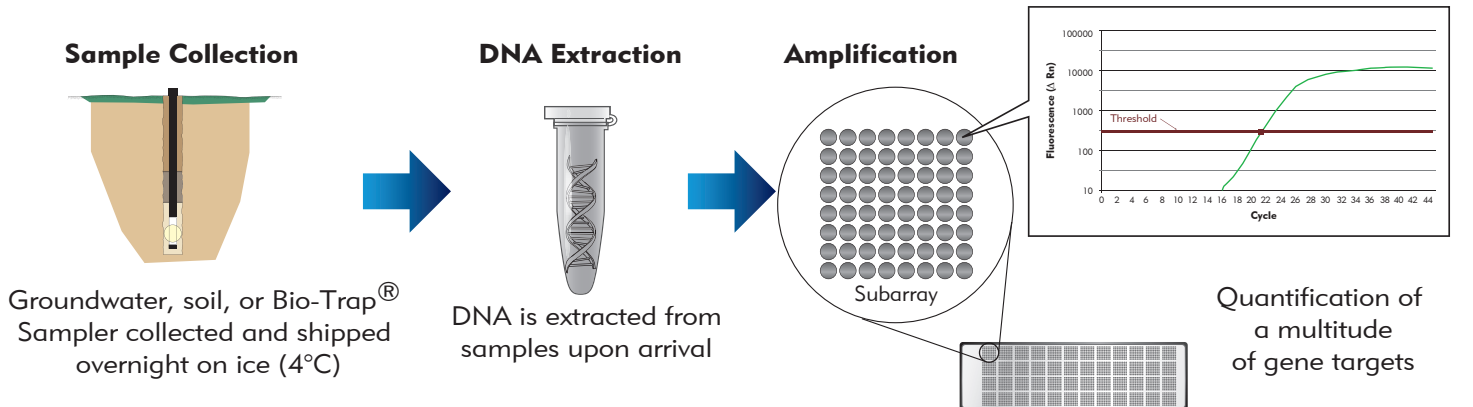 Sample Collection
Groundwater, soil, or Bio-Trap®
Sampler collected and shipped
overnight on ice (4°C)
DNA Extraction
DNA is extracted from
samples upon arrival
Amplification
Subarray
Fluorescence (Δ Rn)
100000
10000
1000
100
10
Threshold
0 2 4 6 8 10 12 14 16 18 20 22 24 26 28 30 32 34 36 38 40 42 44
Cycle
Quantification of
a multitude
of gene targets